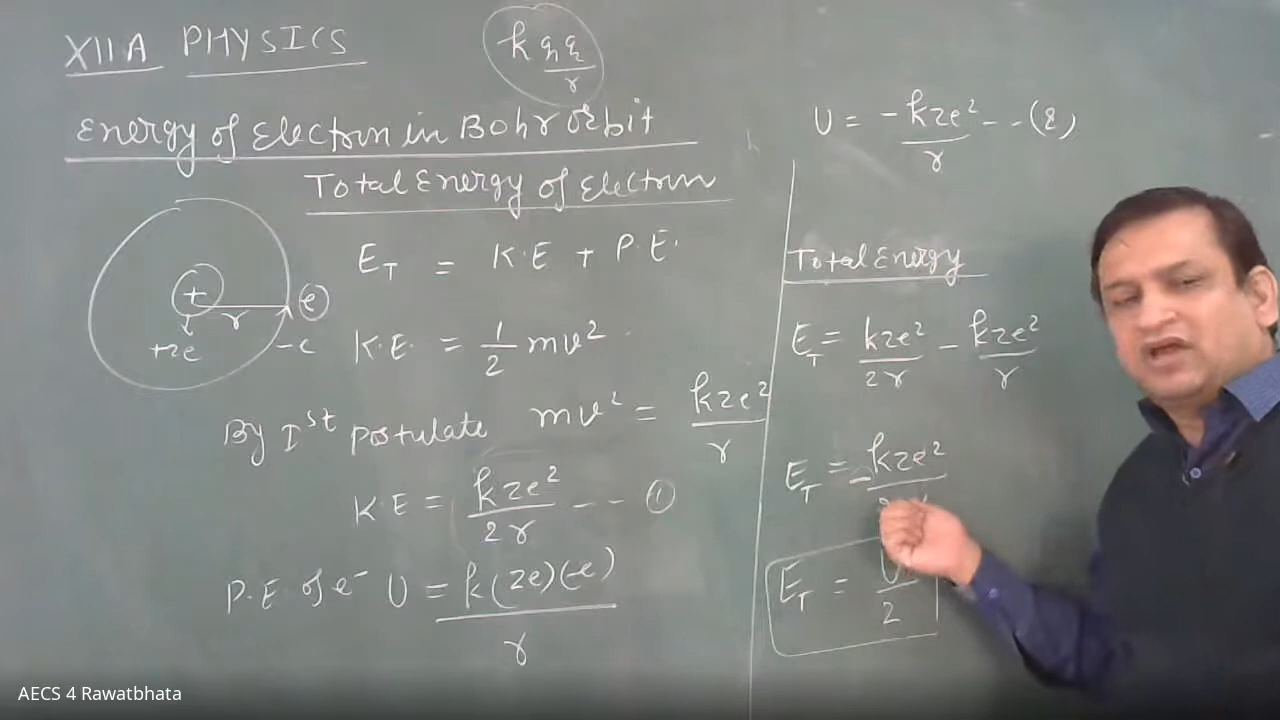 XII A PHYSICS
k q₁q₂/r
Energy of Electron in Bohr Orbit
Total Energy of Electron
+
r
e
+ze
-e
E_T = K.E + P.E.
K.E. = 1/2 mv²
By Iˢᵗ postulate mv² = kze²/r
K.E = kze²/2r -- ①
P.E of e⁻ U = k(ze)(-e)/r
U = -kze²/r --(2)
Total Energy
E_T = kze²/2r - kze²/r
E_T = -kze²
E_T = U/2
AECS 4 Rawatbhata